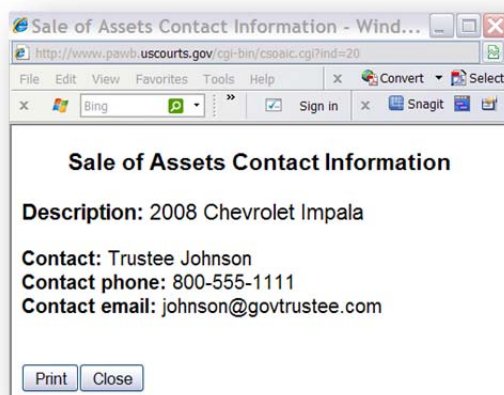 Sale of Assets Contact Information - Wind...
http://www.pawb.uscourts.gov/cgi-bin/csoaic.cgi?ind=20
File Edit View Favorites Tools Help x Convert Select
x Bing » Sign in x Snagit
Sale of Assets Contact Information
Description: 2008 Chevrolet Impala
Contact: Trustee Johnson
Contact phone: 800-555-1111
Contact email: johnson@govtrustee.com
Print Close